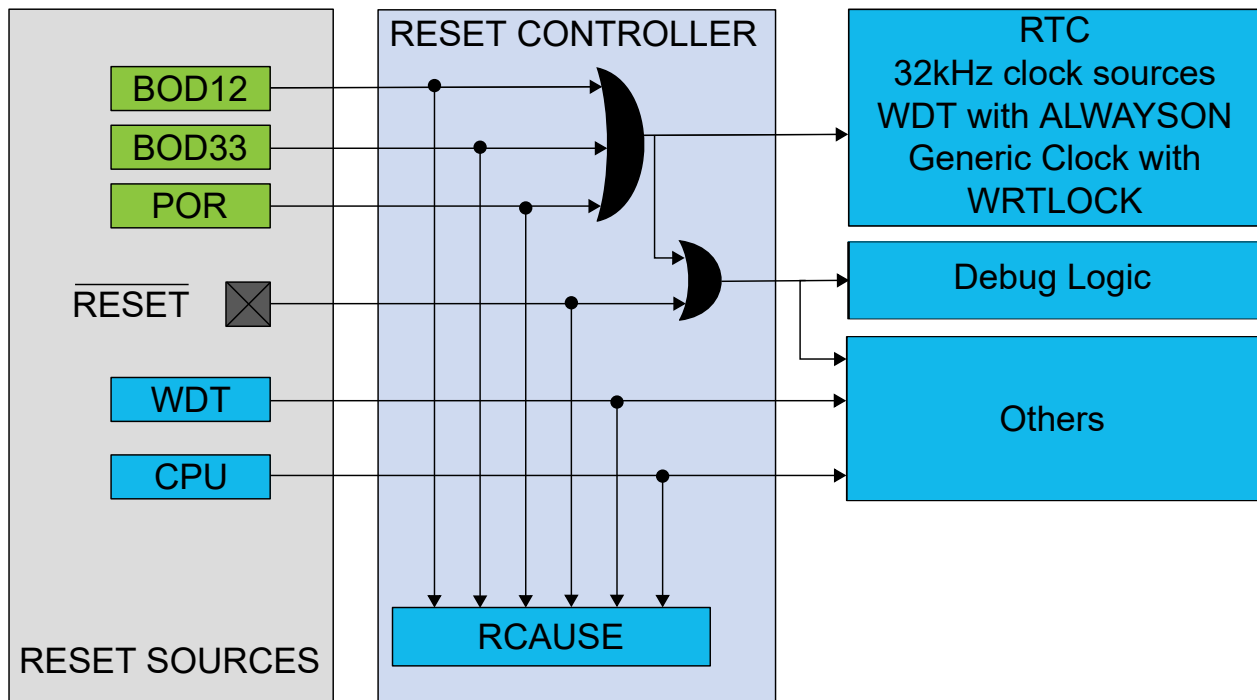 RESET CONTROLLER
BOD12
BOD33
POR
RESET
WDT
CPU
RCAUSE
RESET SOURCES
RTC
32kHz clock sources
WDT with ALWAYSON
Generic Clock with
WRTLOCK
Debug Logic
Others